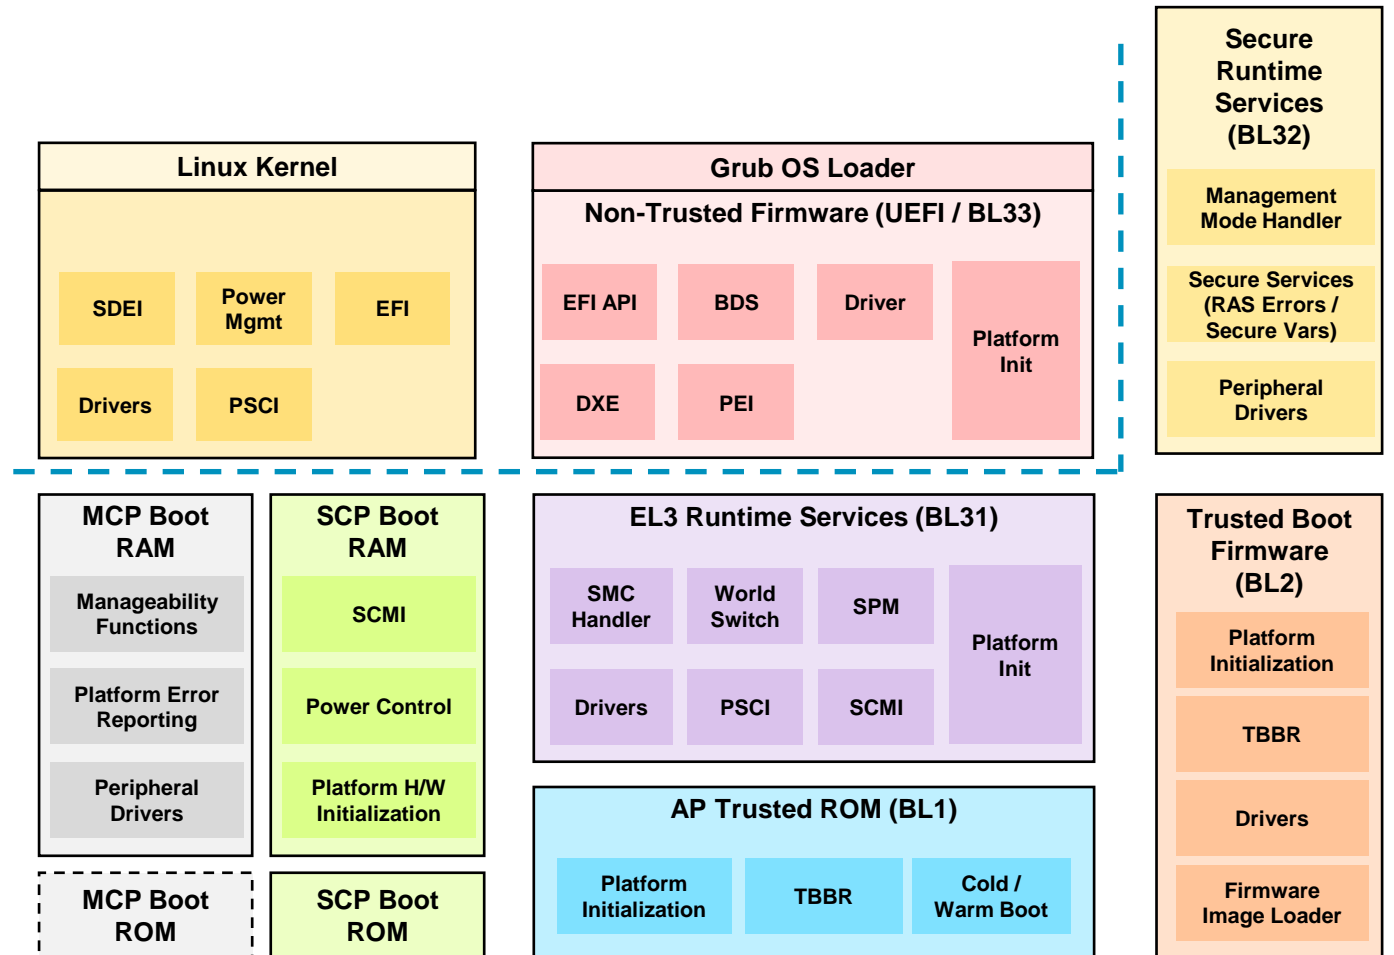 Secure
Runtime
Services
(BL32)
Management
Mode Handler
Secure Services
(RAS Errors /
Secure Vars)
Peripheral
Drivers
Linux Kernel
SDEI
Power
Mgmt
EFI
Drivers
PSCI
Grub OS Loader
Non-Trusted Firmware (UEFI / BL33)
EFI API
BDS
Driver
Platform
Init
DXE
PEI
MCP Boot
RAM
Manageability
Functions
Platform Error
Reporting
Peripheral
Drivers
MCP Boot
ROM
SCP Boot
RAM
SCMI
Power Control
Platform H/W
Initialization
SCP Boot
ROM
EL3 Runtime Services (BL31)
SMC
Handler
World
Switch
SPM
Platform
Init
Drivers
PSCI
SCMI
AP Trusted ROM (BL1)
Platform
Initialization
TBBR
Cold /
Warm Boot
Trusted Boot
Firmware
(BL2)
Platform
Initialization
TBBR
Drivers
Firmware
Image Loader